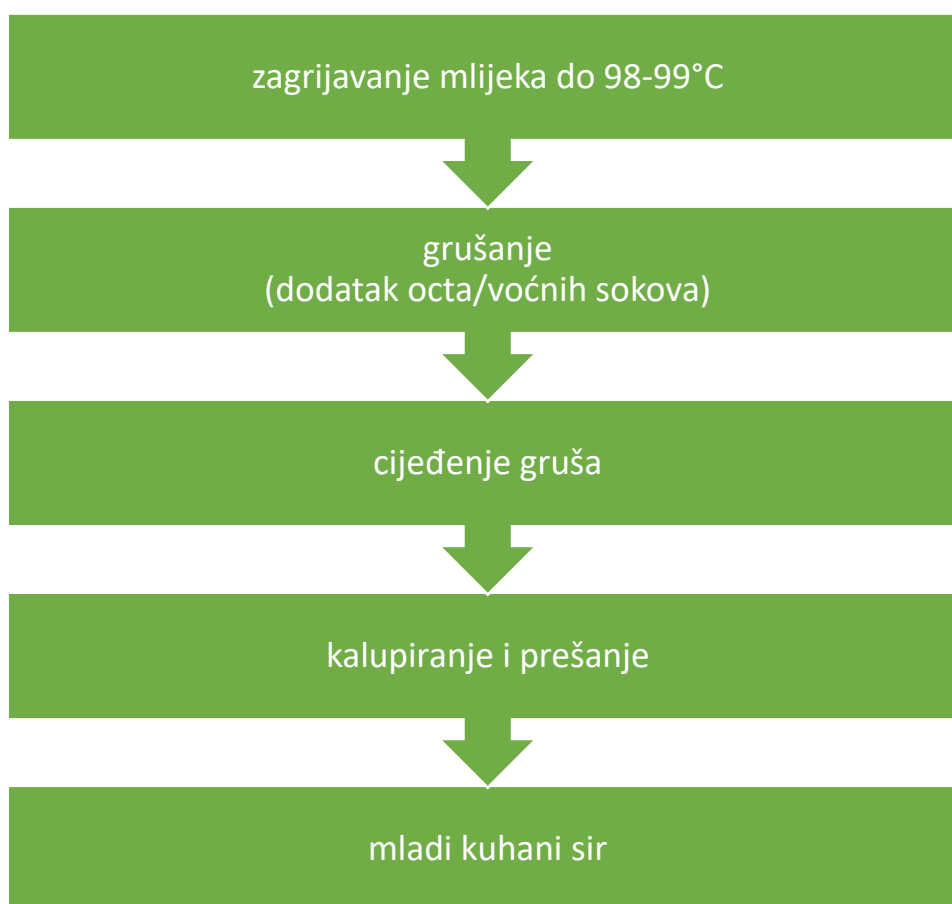 zagrijavanje mlijeka do 98-99°C
grušanje
(dodatak octa/voćnih sokova)
cijeđenje gruša
kalupiranje i prešanje
mladi kuhani sir